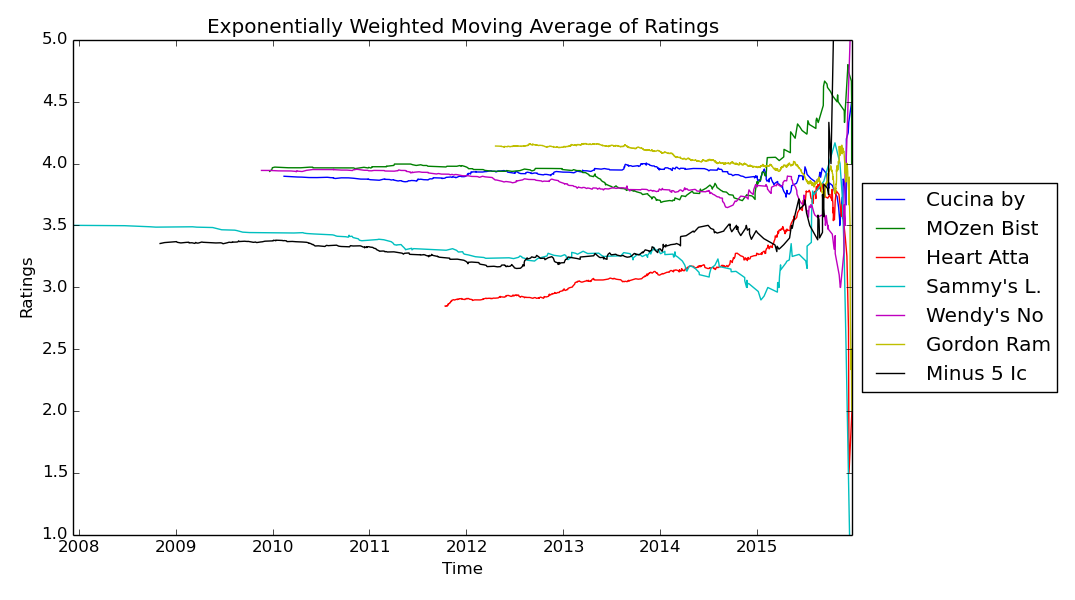 Exponentially Weighted Moving Average of Ratings
5.0
4.5
4.0
3.5
3.0
2.5
2.0
1.5
1.0
Ratings
2008 2009 2010 2011 2012 2013 2014 2015
Time
Cucina by
MOzen Bist
Heart Atta
Sammy's L.
Wendy's No
Gordon Ram
Minus 5 Ic